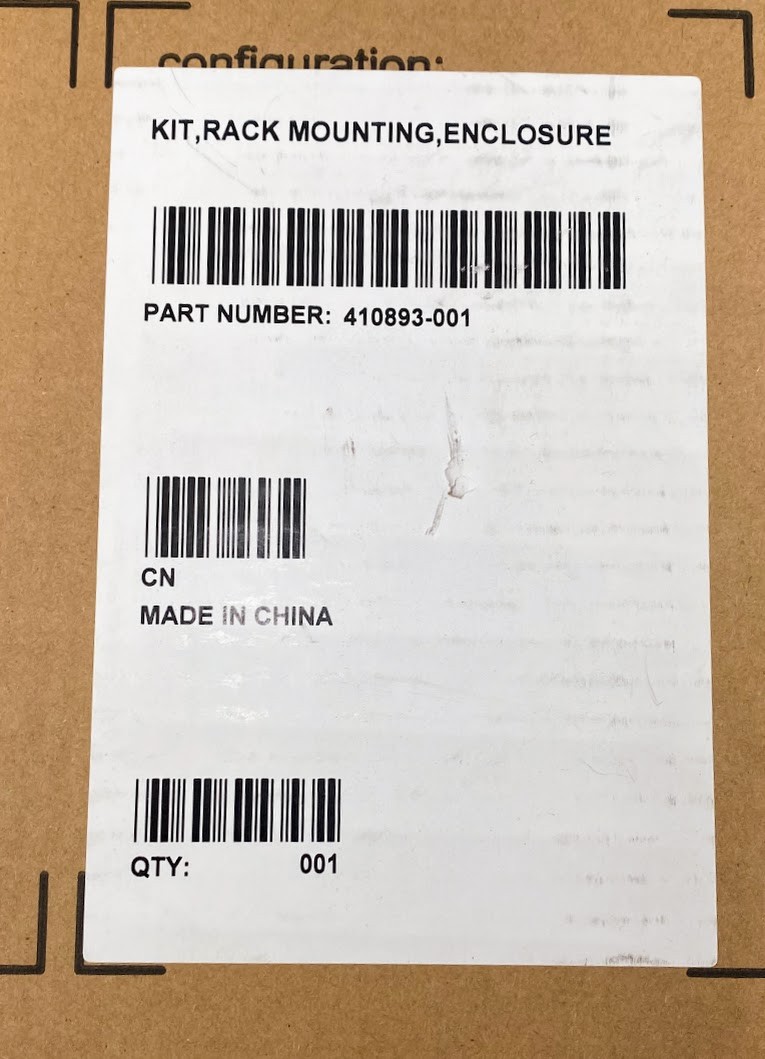 configuration:
KIT,RACK MOUNTING,ENCLOSURE
PART NUMBER: 410893-001
CN
MADE IN CHINA
QTY: 001